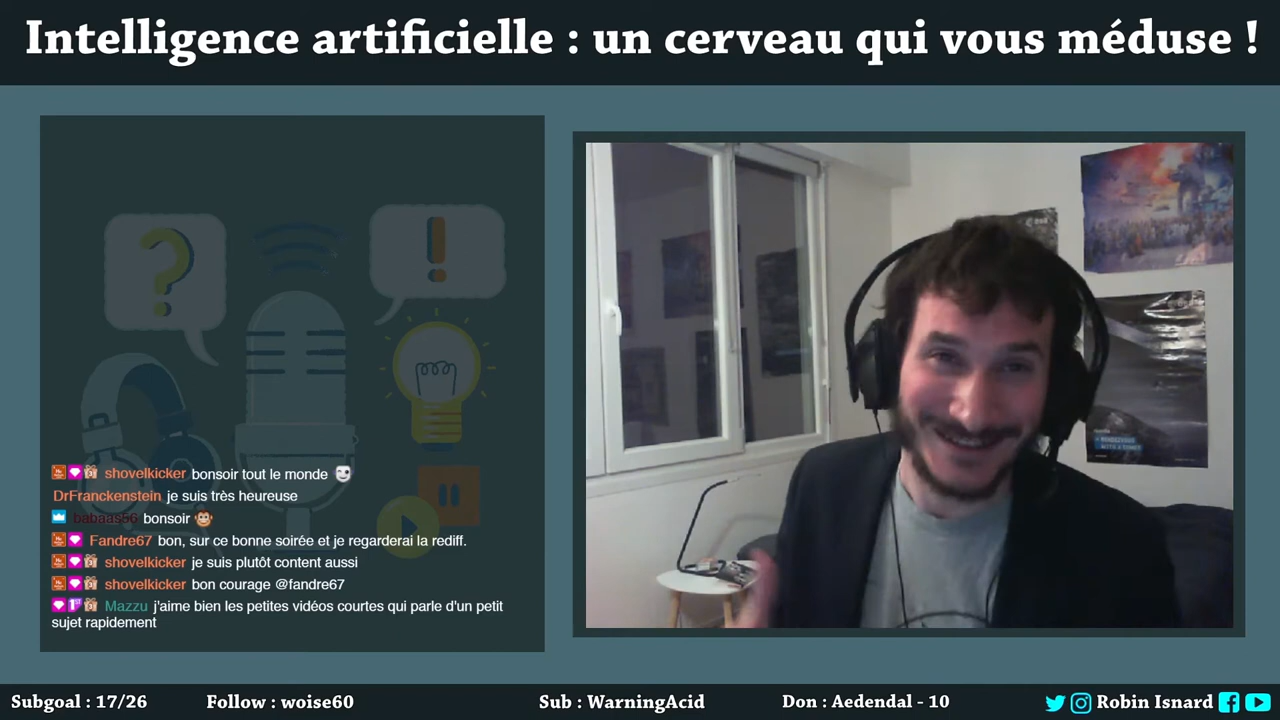 Intelligence artificielle : un cerveau qui vous méduse !
shovelkicker bonsoir tout le monde
DrFranckenstein je suis très heureuse
babaas56 bonsoir
Fandre67 bon, sur ce bonne soirée et je regarderai la rediff.
shovelkicker je suis plutôt content aussi
shovelkicker bon courage @fandre67
Mazzu j'aime bien les petites vidéos courtes qui parle d'un petit
sujet rapidement
Subgoal : 17/26
Follow : woise60
Sub : WarningAcid
Don : Aedendal - 10
Robin Isnard